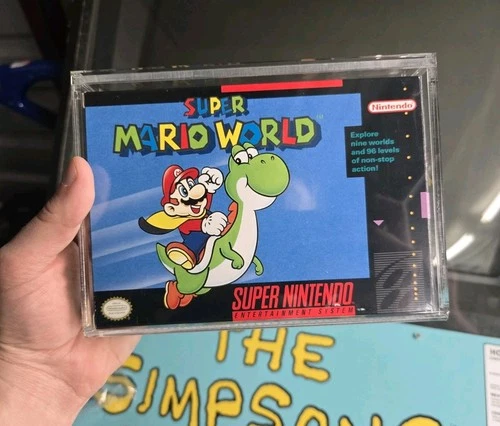 SUPER
MARIO WORLD
Nintendo
Explore
nine worlds
and 96 levels
of non-stop
action!
SUPER NINTENDO
ENTERTAINMENT SYSTEM
THE
SIMPSONS